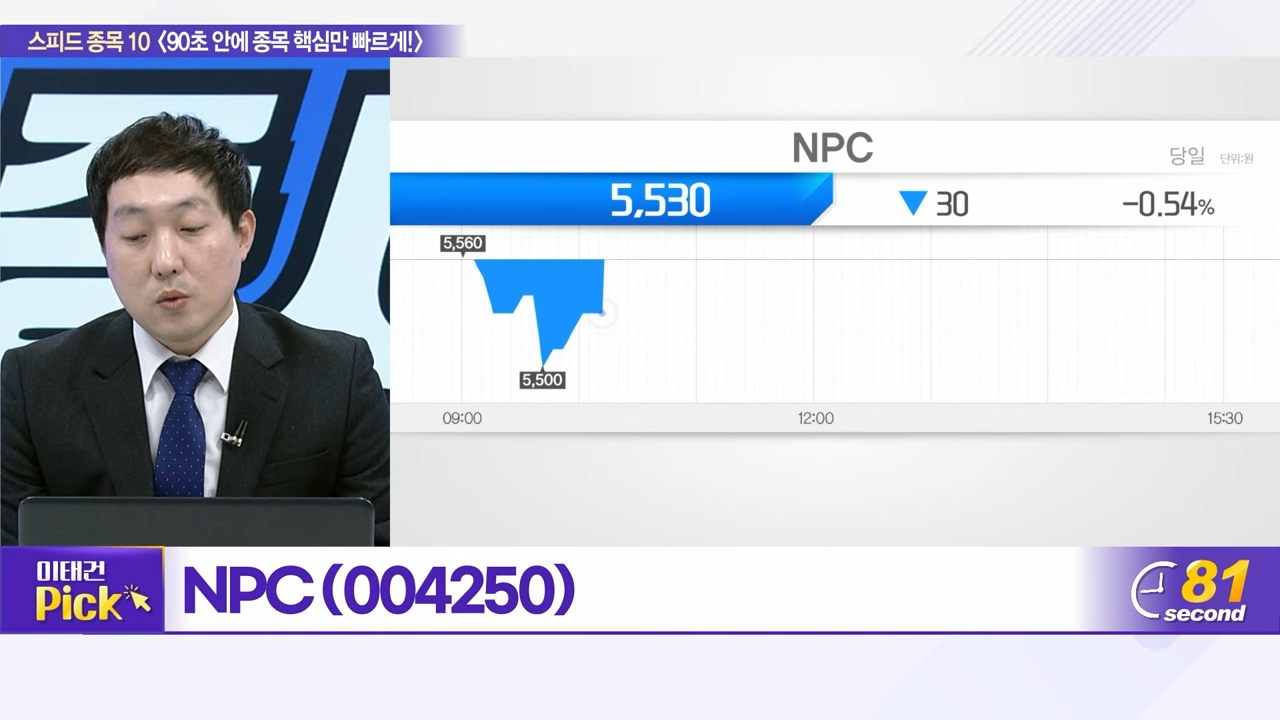 스피드 종목 10 〈90초 안에 종목 핵심만 빠르게!〉
NPC
당일 단위:원
5,530 ▼ 30 -0.54%
5,560
5,500
09:00 12:00 15:30
미태건
Pick
NPC(004250)
81
second